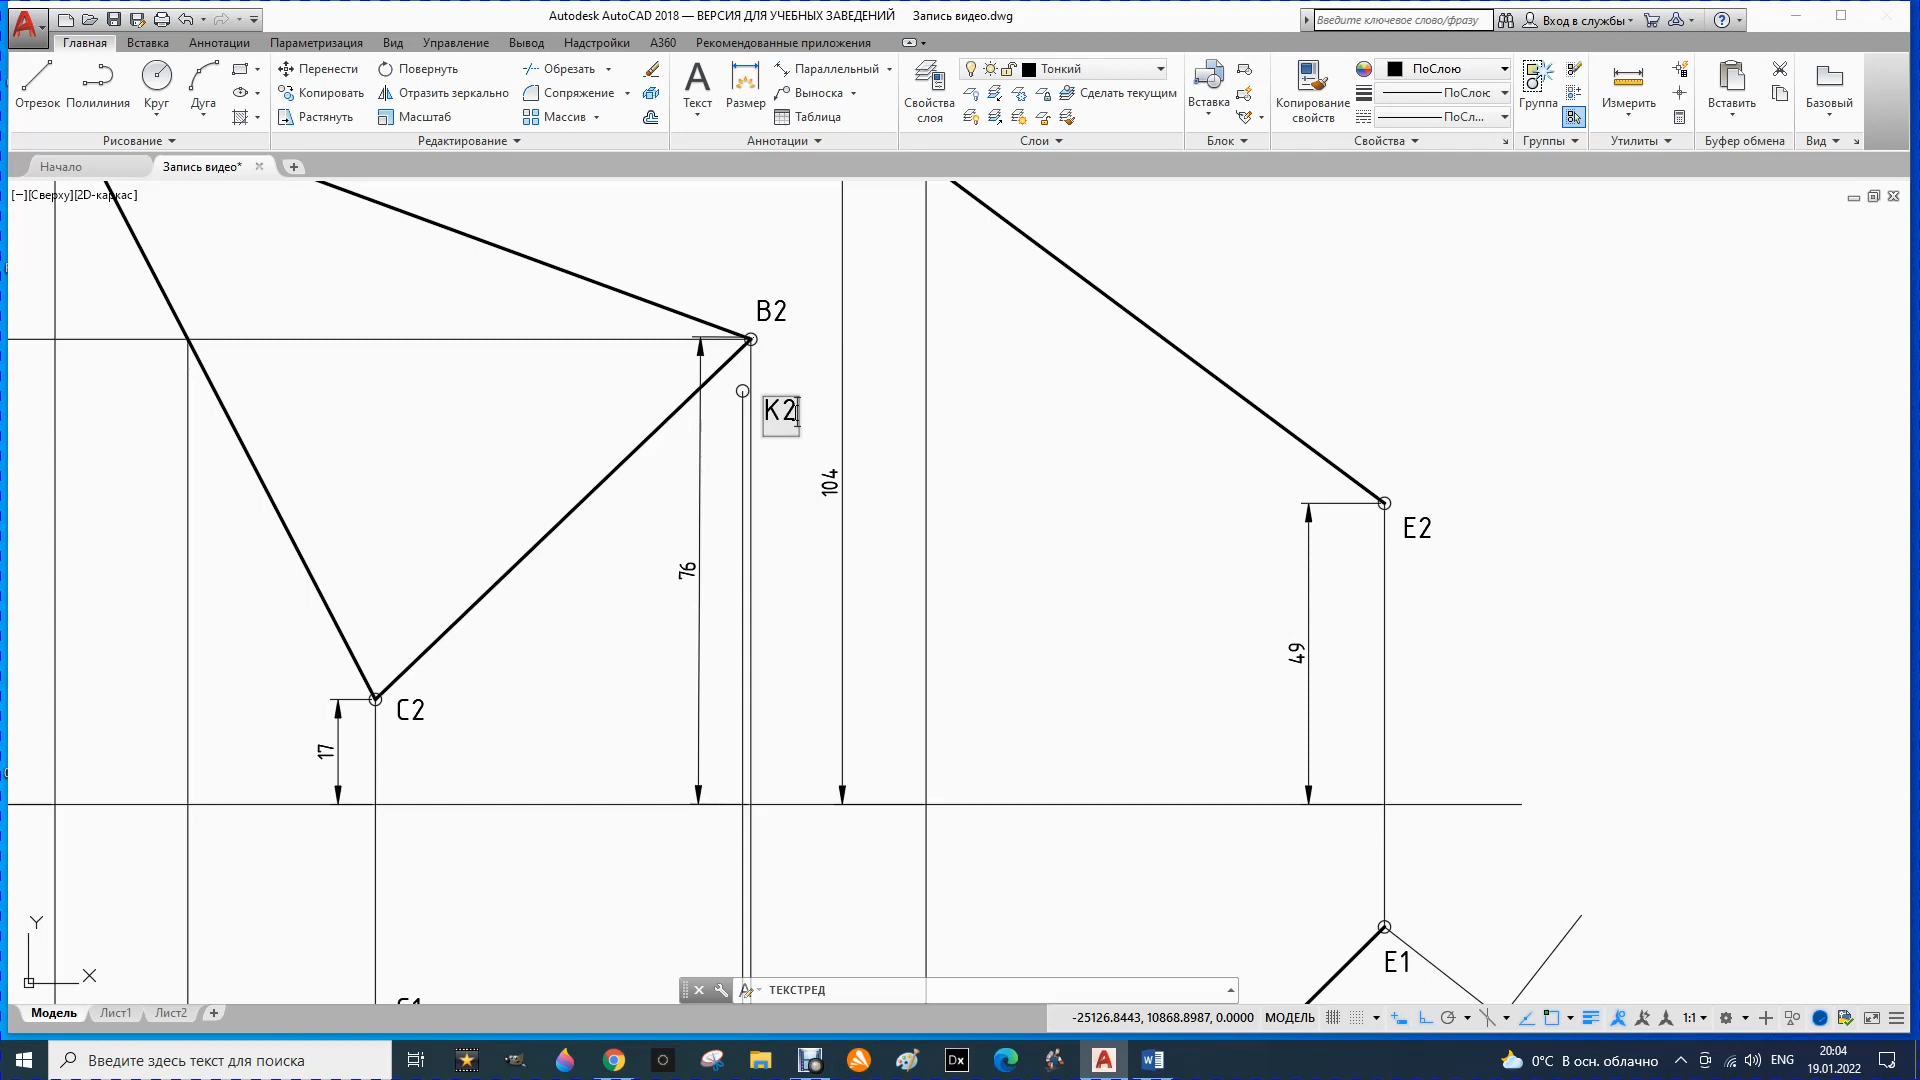 Autodesk AutoCAD 2018 — ВЕРСИЯ ДЛЯ УЧЕБНЫХ ЗАВЕДЕНИЙ Запись видео.dwg
Введите ключевое слово/фразу
Вход в службы
Главная Вставка Аннотации Параметризация Вид Управление Вывод Надстройки A360 Рекомендованные приложения
Отрезок Полилиния Круг Дуга
Перенести Повернуть Обрезать
Копировать Отразить зеркально Сопряжение
Растянуть Масштаб Массив
Текст Размер
Параллельный
Выноска
Таблица
Свойства слоя
Тонкий
Сделать текущим
Вставка
Копирование свойств
ПоСлою
ПоСлою
ПоСл...
Группа
Измерить
Вставить
Базовый
Рисование Редактирование Аннотации Слои Блок Свойства Группы Утилиты Буфер обмена Вид
Начало Запись видео*
[−][Сверху][2D-каркас]
B2
K2
104
E2
76
49
C2
17
E1
Y
X
ТЕКСТРЕД
Модель Лист1 Лист2
-25126.8443, 10868.8987, 0.0000 МОДЕЛЬ 1:1
Введите здесь текст для поиска
Dx
0°C В осн. облачно
ENG
20:04
19.01.2022